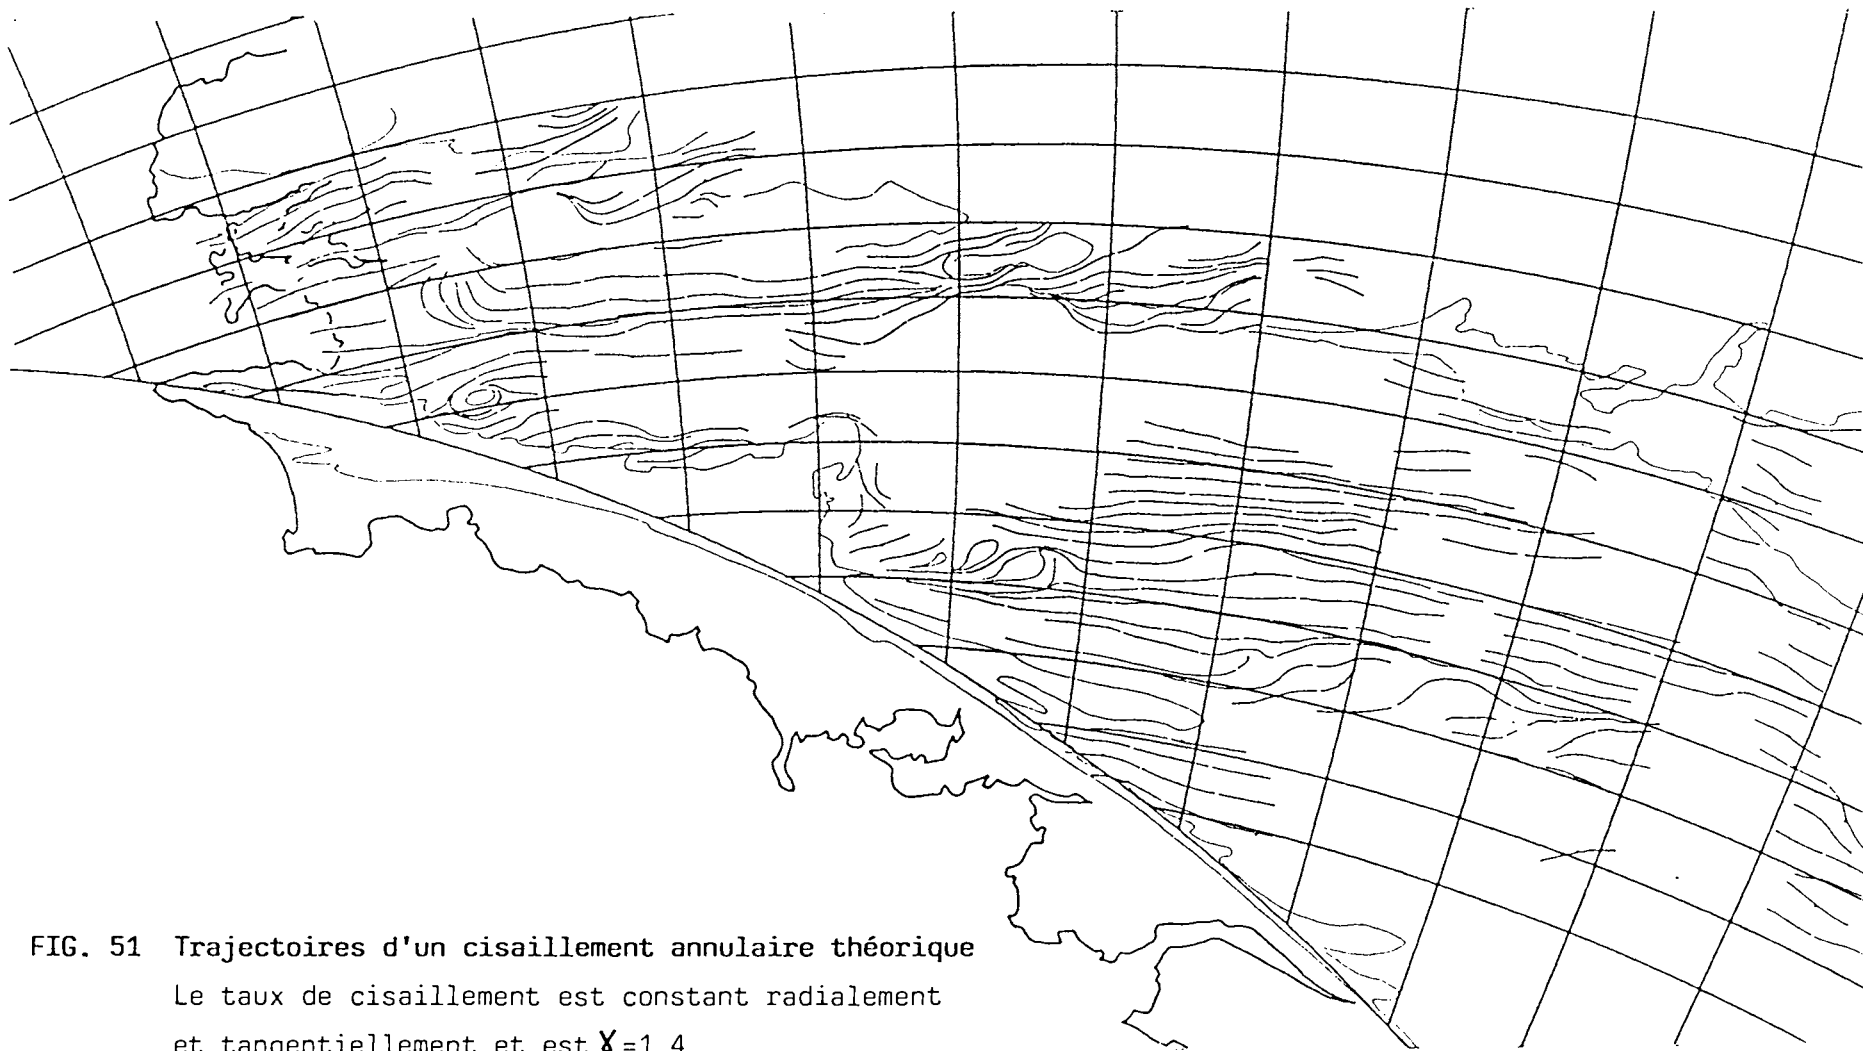 FIG. 51 Trajectoires d'un cisaillement annulaire théorique
Le taux de cisaillement est constant radialement
et tangentiellement et est ɣ=1,4